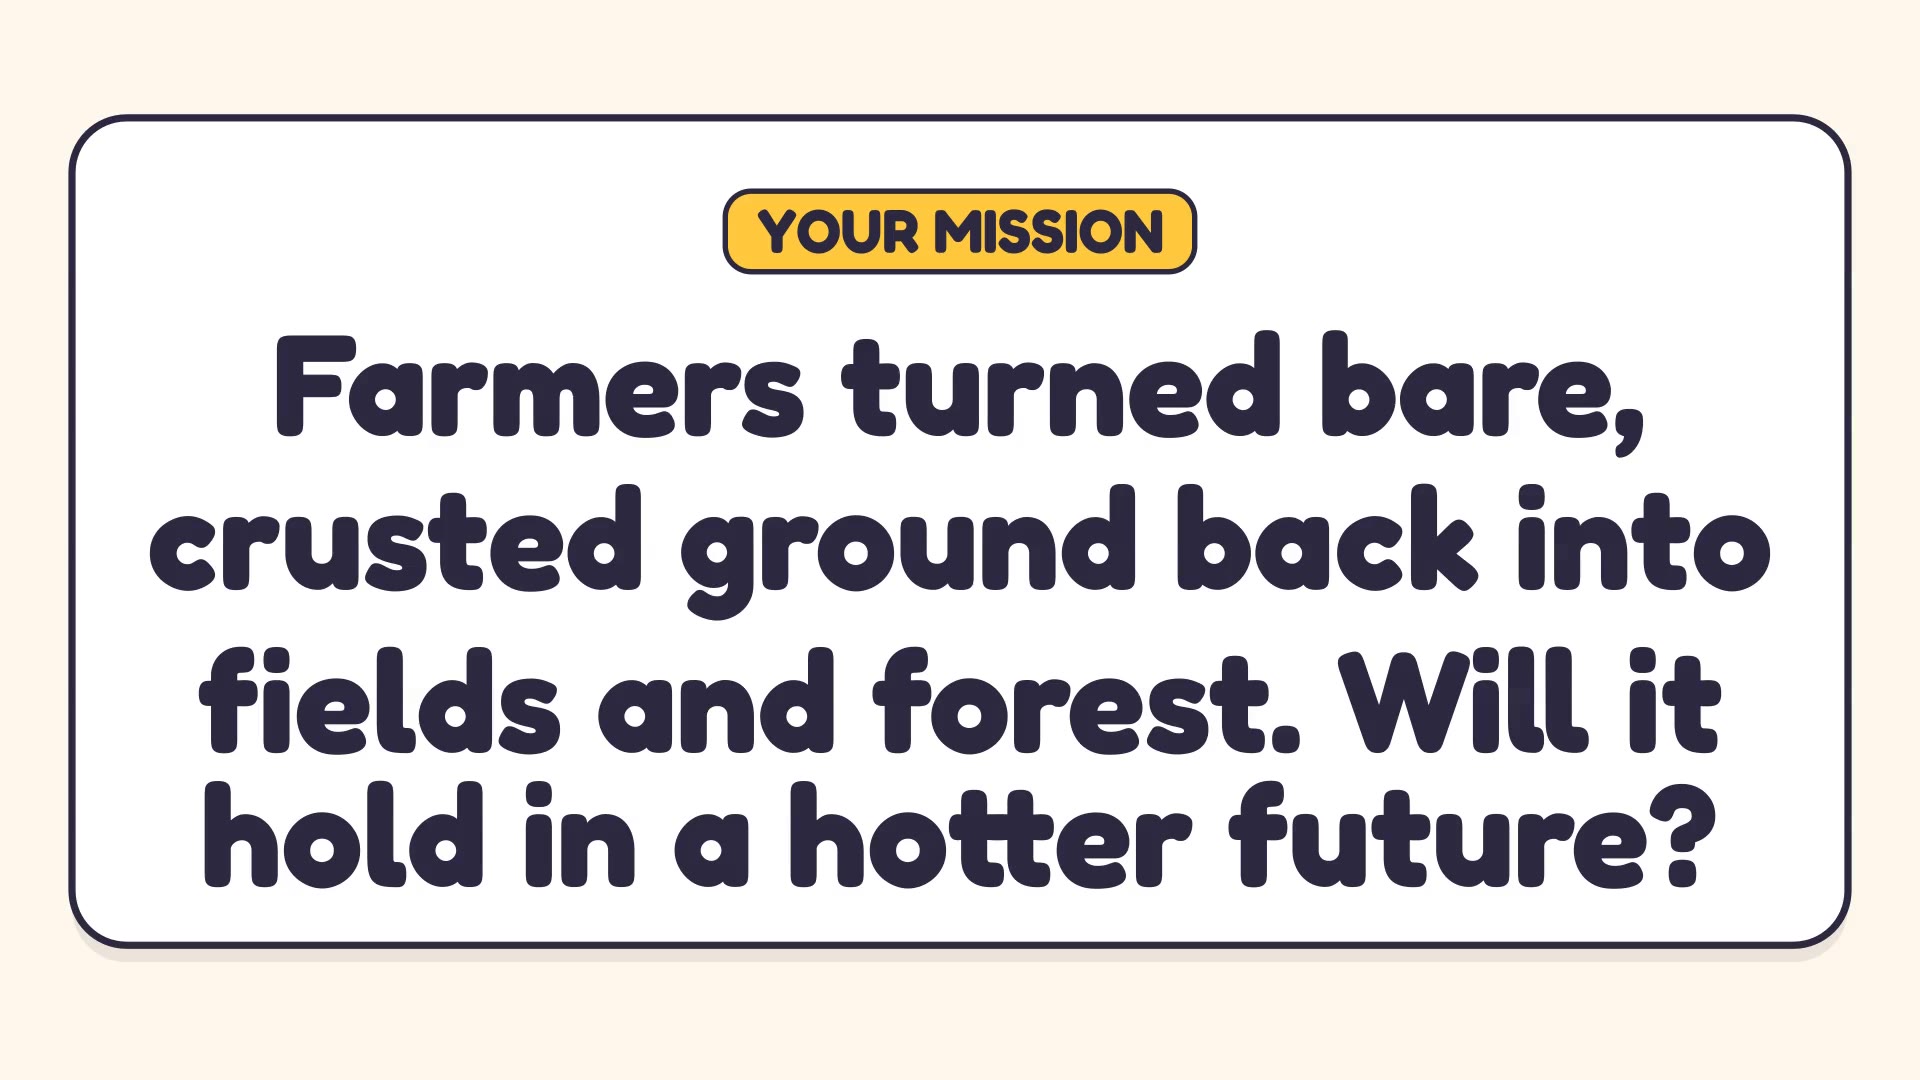 YOUR MISSION
Farmers turned bare,
crusted ground back into
fields and forest. Will it
hold in a hotter future?